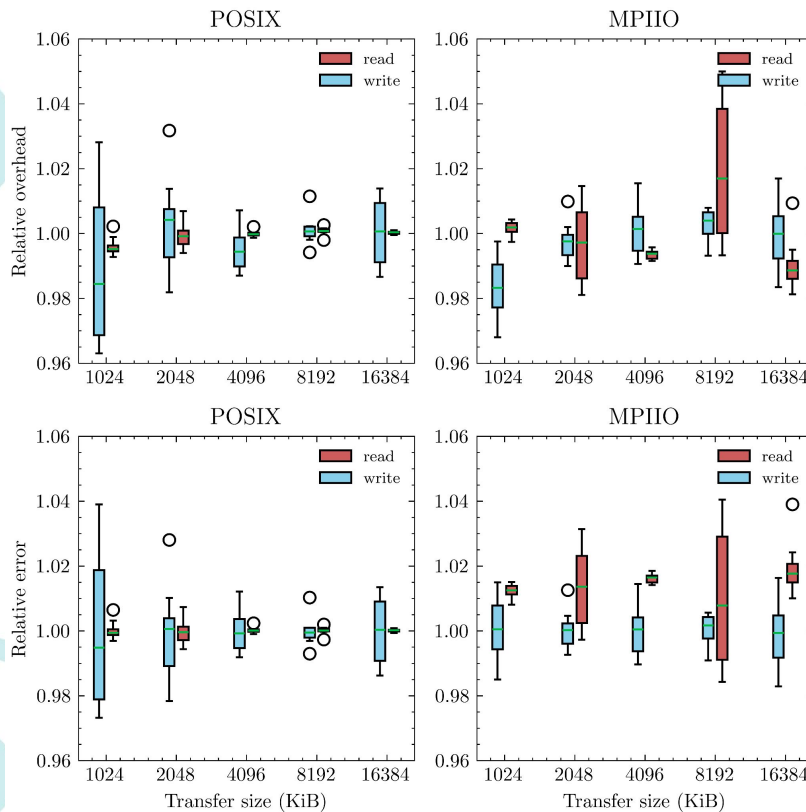 POSIX
MPIIO
Relative overhead
1.06
1.04
1.02
1.00
0.98
0.96
read
write
1024
2048
4096
8192
16384
1.06
1.04
1.02
1.00
0.98
0.96
read
write
1024
2048
4096
8192
16384
POSIX
MPIIO
Relative error
1.06
1.04
1.02
1.00
0.98
0.96
read
write
1024
2048
4096
8192
16384
Transfer size (KiB)
1.06
1.04
1.02
1.00
0.98
0.96
read
write
1024
2048
4096
8192
16384
Transfer size (KiB)